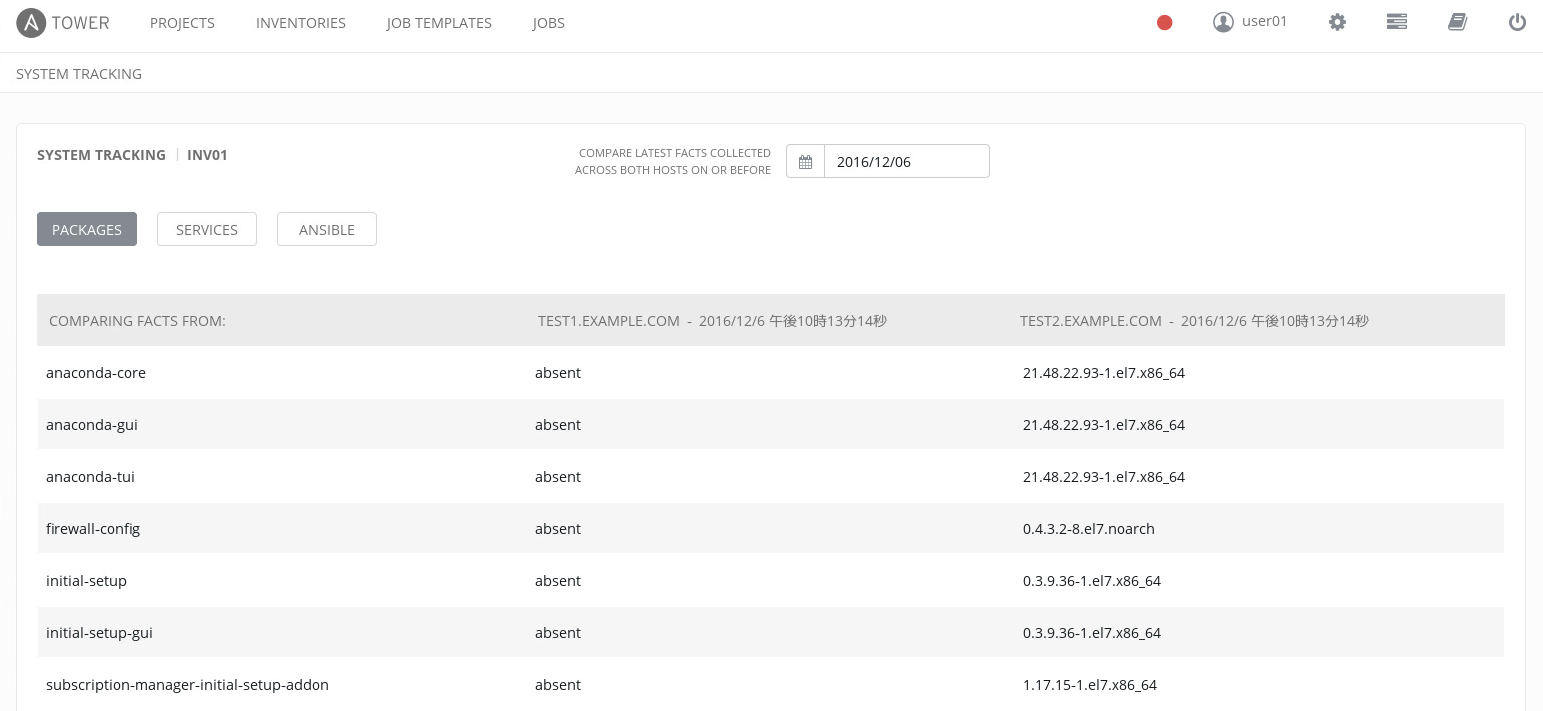 TOWER PROJECTS INVENTORIES JOB TEMPLATES JOBS user01
SYSTEM TRACKING
SYSTEM TRACKING | INV01
COMPARE LATEST FACTS COLLECTED
ACROSS BOTH HOSTS ON OR BEFORE
2016/12/06
PACKAGES SERVICES ANSIBLE
COMPARING FACTS FROM: TEST1.EXAMPLE.COM - 2016/12/6 午後10時13分14秒 TEST2.EXAMPLE.COM - 2016/12/6 午後10時13分14秒
anaconda-core absent 21.48.22.93-1.el7.x86_64
anaconda-gui absent 21.48.22.93-1.el7.x86_64
anaconda-tui absent 21.48.22.93-1.el7.x86_64
firewall-config absent 0.4.3.2-8.el7.noarch
initial-setup absent 0.3.9.36-1.el7.x86_64
initial-setup-gui absent 0.3.9.36-1.el7.x86_64
subscription-manager-initial-setup-addon absent 1.17.15-1.el7.x86_64